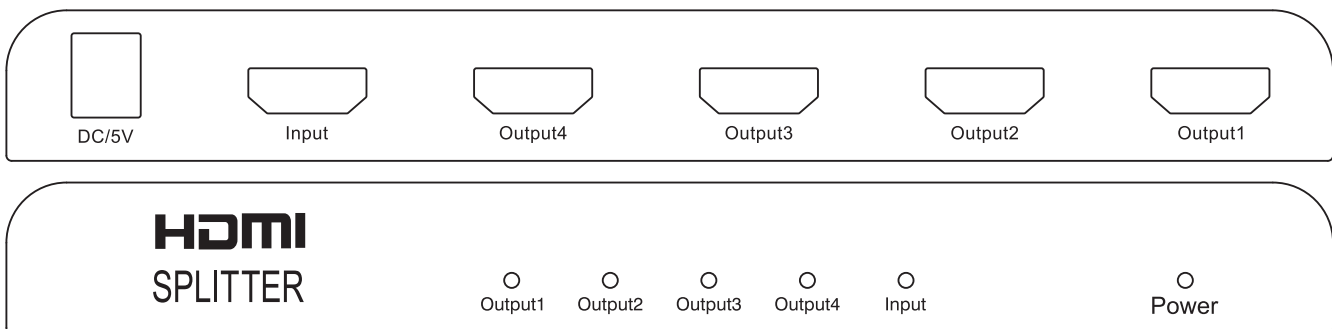 DC/5V Input Output4 Output3 Output2 Output1
HDMI
SPLITTER
Output1 Output2 Output3 Output4 Input Power